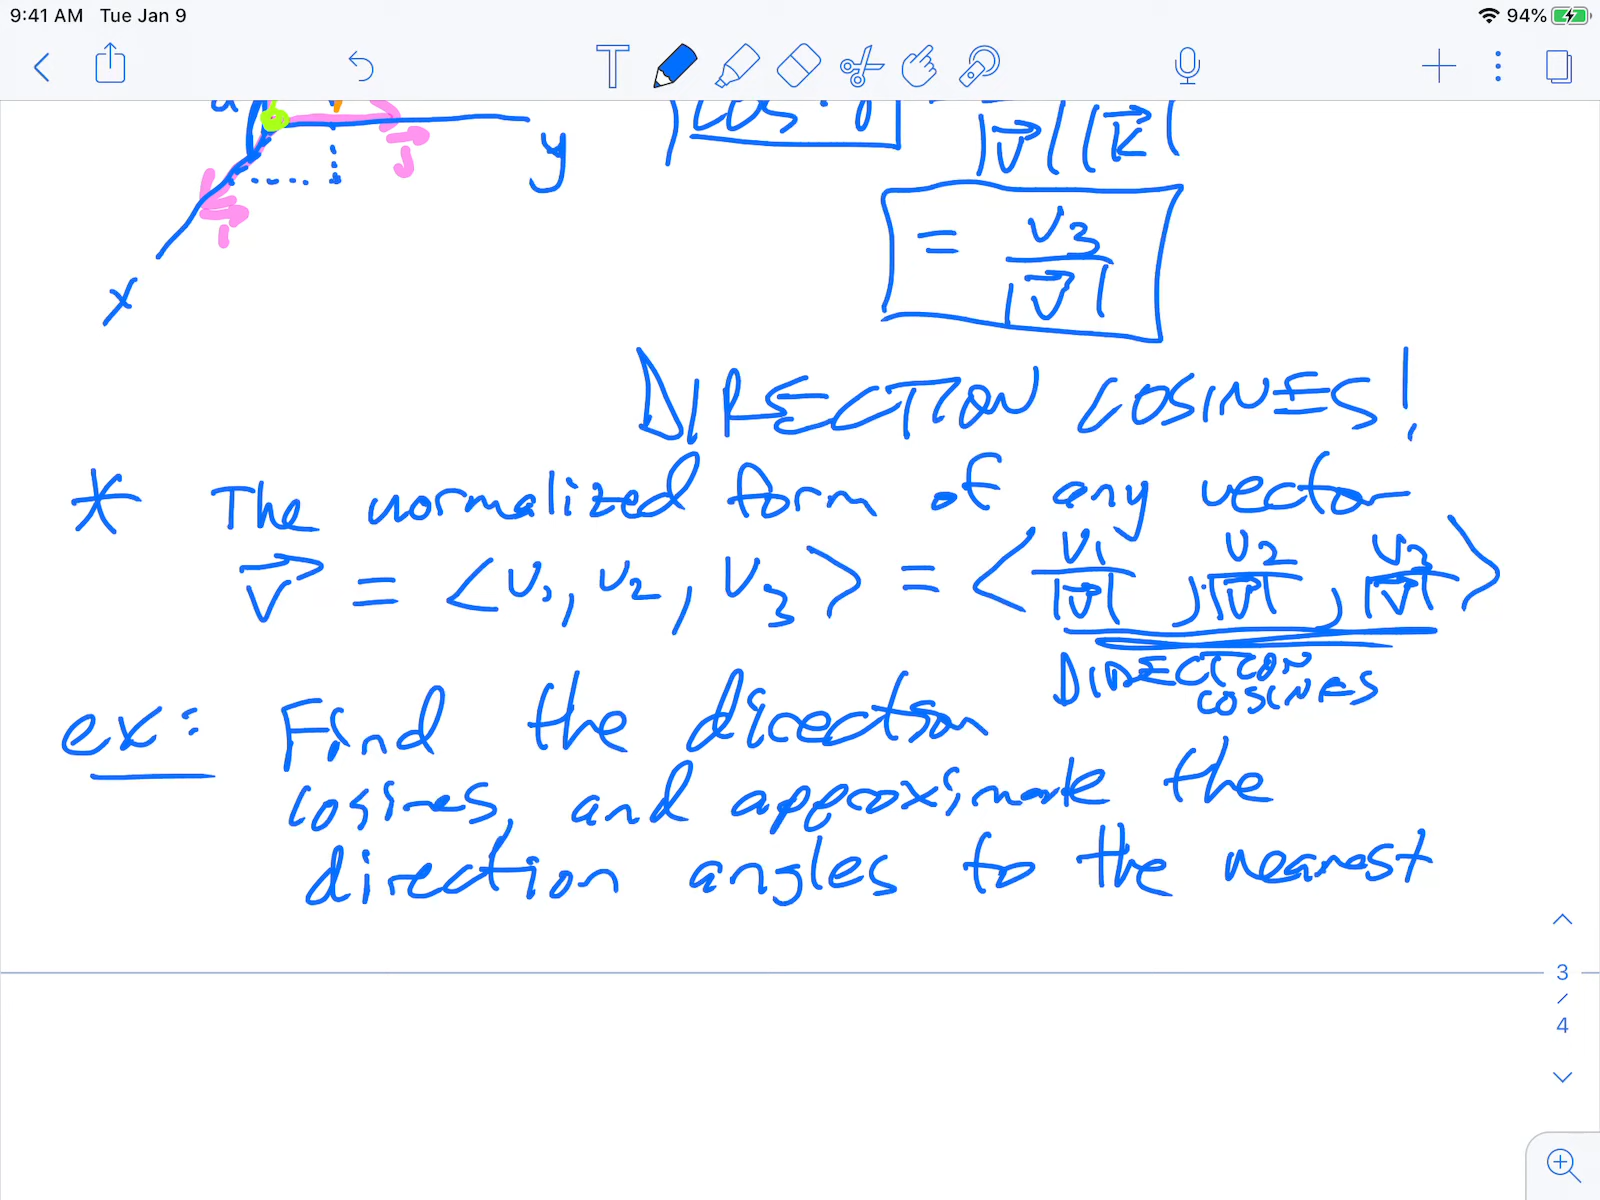 9:41 AM Tue Jan 9 94%
T
y
j
i
x
cos γ
|v⃗| |k⃗|
= v₃/|v⃗|
DIRECTION COSINES!
* The normalized form of any vector
v⃗ = <v₁, v₂, v₃> = <v₁/|v⃗|, v₂/|v⃗|, v₃/|v⃗|>
DIRECTION
COSINES
ex: Find the direction
cosines, and approximate the
direction angles to the nearest
3
/
4